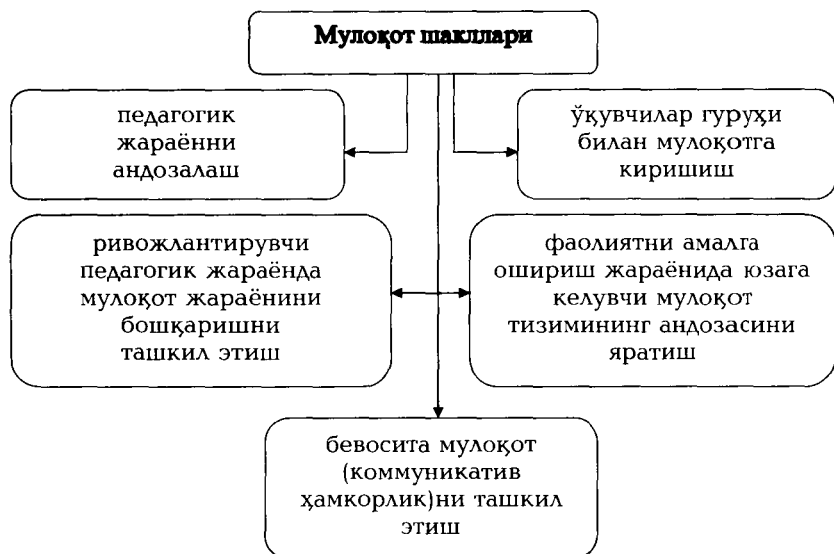 Мулоқот шакллари
педагогик
жараённи
андозалаш
ўқувчилар гуруҳи
билан мулоқотга
киришиш
ривожлантирувчи
педагогик жараёнда
мулоқот жараёнини
бошқаришни
ташкил этиш
фаолиятни амалга
ошириш жараёнида юзага
келувчи мулоқот
тизимининг андозасини
яратиш
бевосита мулоқот
(коммуникатив
ҳамкорлик)ни ташкил
этиш